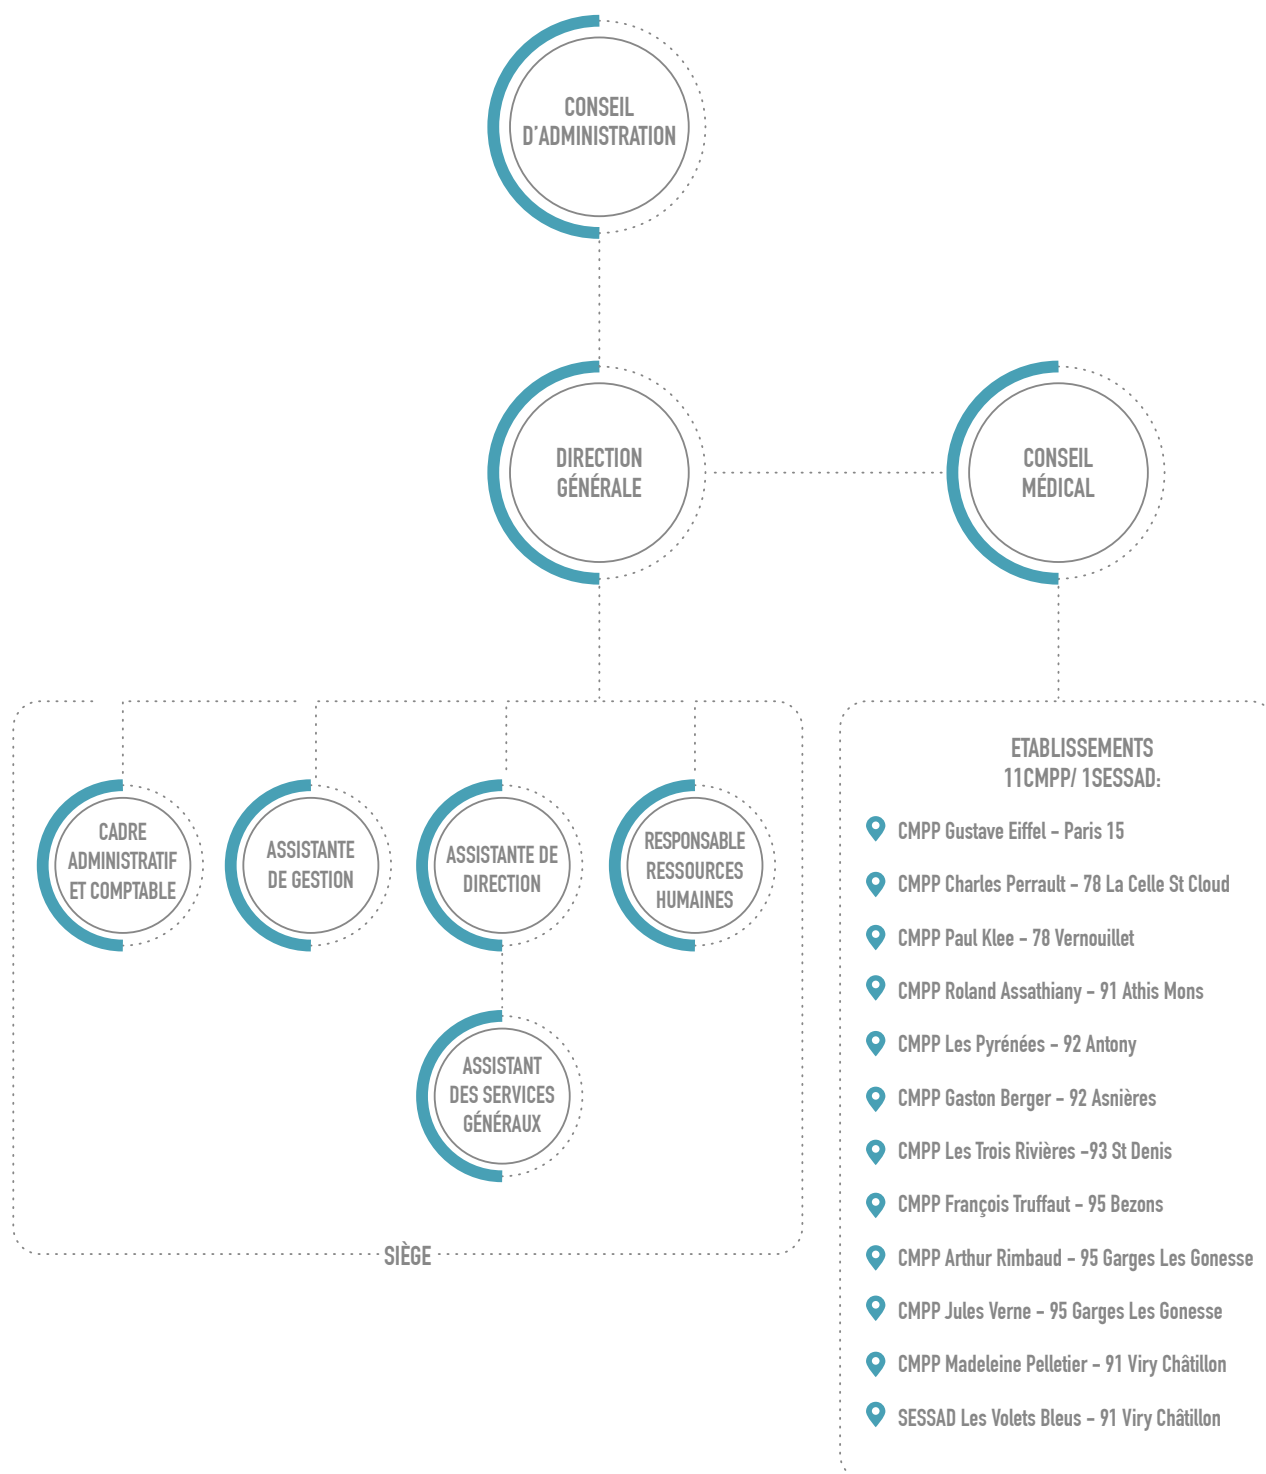 CONSEIL
D'ADMINISTRATION
DIRECTION
GÉNÉRALE
CONSEIL
MÉDICAL
CADRE
ADMINISTRATIF
ET COMPTABLE
ASSISTANTE
DE GESTION
ASSISTANTE DE
DIRECTION
RESPONSABLE
RESSOURCES
HUMAINES
ASSISTANT
DES SERVICES
GÉNÉRAUX
SIÈGE
ETABLISSEMENTS
11CMPP/ 1SESSAD:
CMPP Gustave Eiffel - Paris 15
CMPP Charles Perrault - 78 La Celle St Cloud
CMPP Paul Klee - 78 Vernouillet
CMPP Roland Assathiany - 91 Athis Mons
CMPP Les Pyrénées - 92 Antony
CMPP Gaston Berger - 92 Asnières
CMPP Les Trois Rivières -93 St Denis
CMPP François Truffaut - 95 Bezons
CMPP Arthur Rimbaud - 95 Garges Les Gonesse
CMPP Jules Verne - 95 Garges Les Gonesse
CMPP Madeleine Pelletier - 91 Viry Châtillon
SESSAD Les Volets Bleus - 91 Viry Châtillon